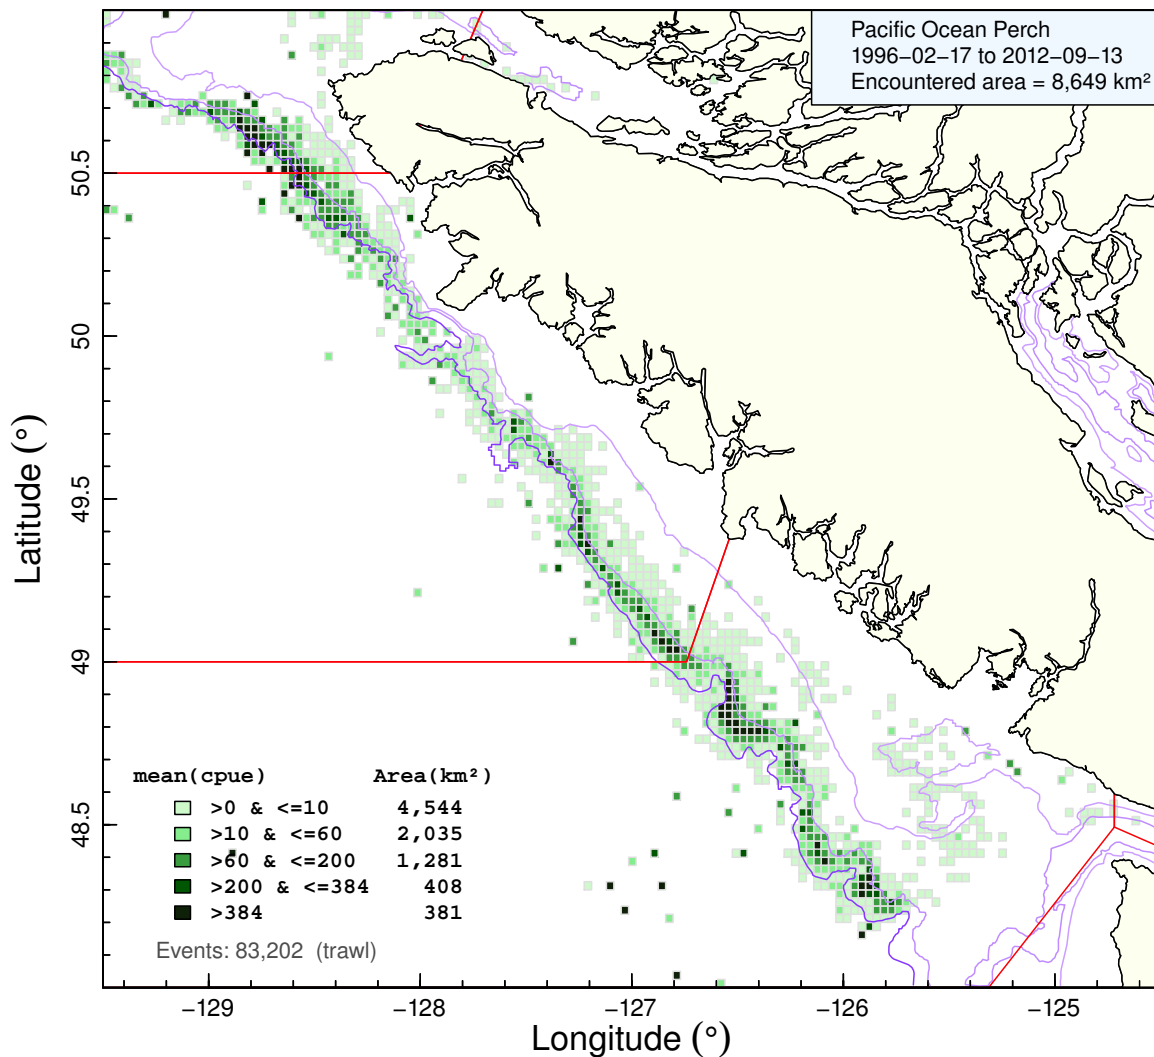 Pacific Ocean Perch
1996−02−17 to 2012−09−13
Encountered area = 8,649 km²
50.5
50
49.5
49
48.5
Latitude (°)
mean(cpue) Area(km²)
>0 & <=10 4,544
>10 & <=60 2,035
>60 & <=200 1,281
>200 & <=384 408
>384 381
Events: 83,202 (trawl)
−129 −128 −127 −126 −125
Longitude (°)